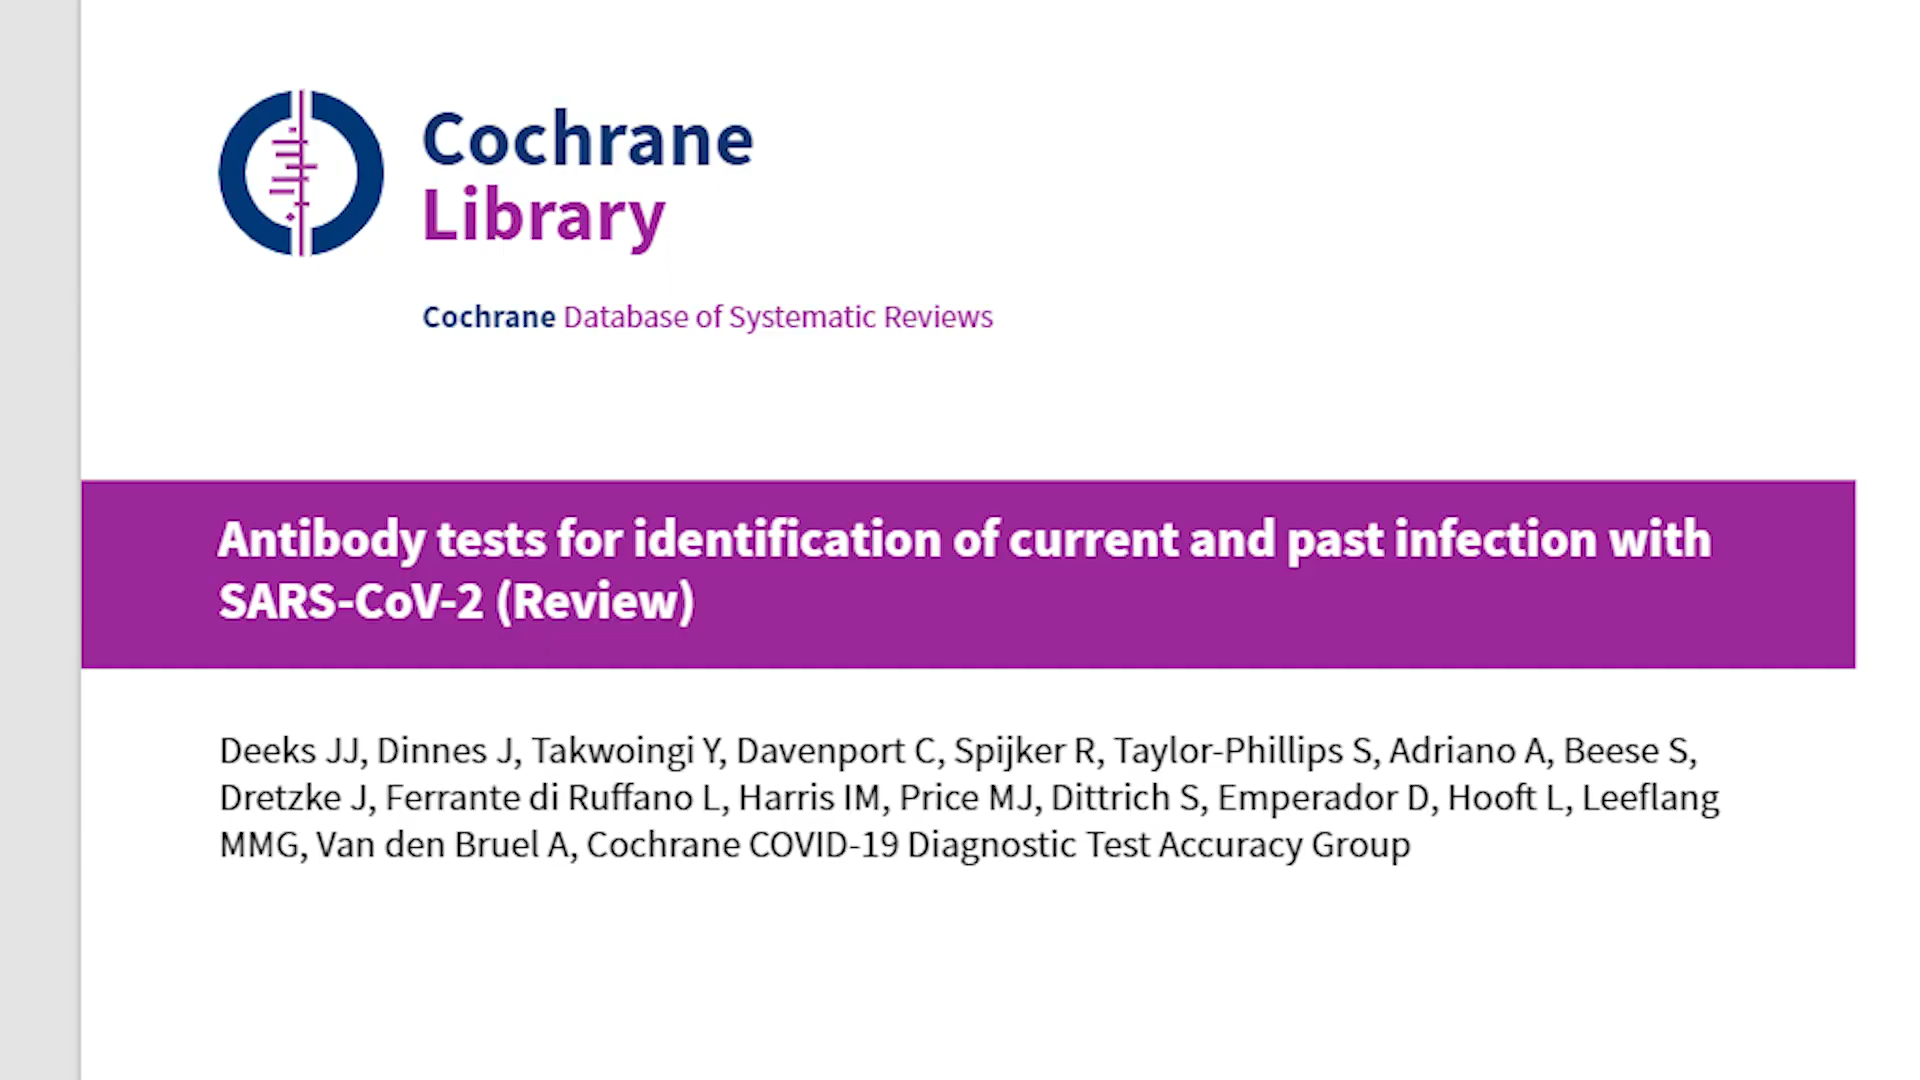 Cochrane
Library
Cochrane Database of Systematic Reviews
Antibody tests for identification of current and past infection with
SARS-CoV-2 (Review)
Deeks JJ, Dinnes J, Takwoingi Y, Davenport C, Spijker R, Taylor-Phillips S, Adriano A, Beese S,
Dretzke J, Ferrante di Ruffano L, Harris IM, Price MJ, Dittrich S, Emperador D, Hooft L, Leeflang
MMG, Van den Bruel A, Cochrane COVID-19 Diagnostic Test Accuracy Group